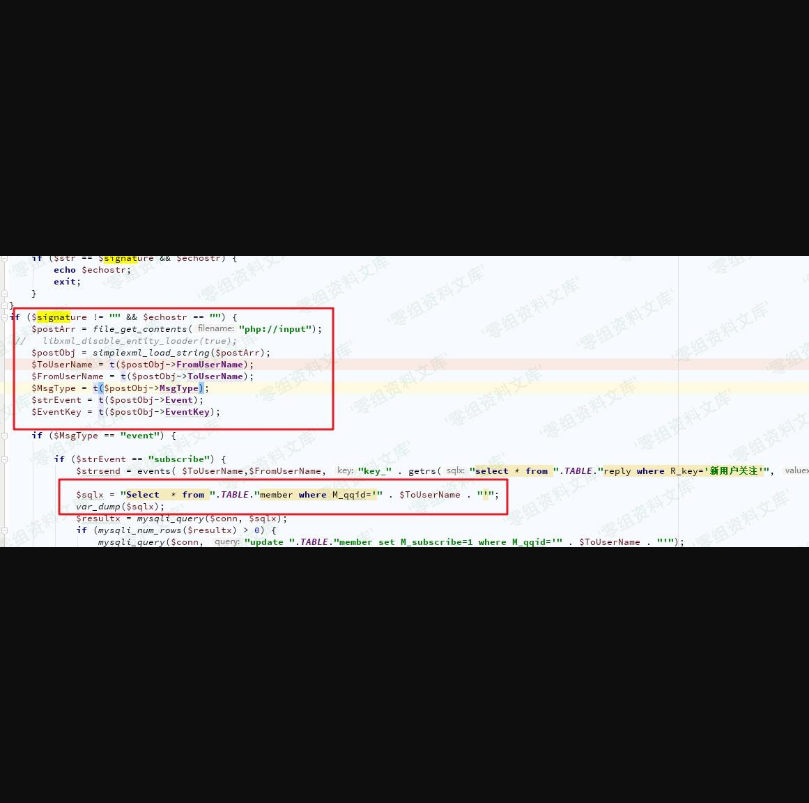 if ($str == $signature && $echostr) {
echo $echostr;
exit;
}
}
if ($signature != "" && $echostr == "") {
$postArr = file_get_contents( filename: "php://input");
// libxml_disable_entity_loader(true);
$postObj = simplexml_load_string($postArr);
$ToUserName = t($postObj->FromUserName);
$FromUserName = t($postObj->ToUserName);
$MsgType = t($postObj->MsgType);
$strEvent = t($postObj->Event);
$EventKey = t($postObj->EventKey);
if ($MsgType == "event") {
if ($strEvent == "subscribe") {
$strsend = events( $ToUserName,$FromUserName, key: "key_" . getrs( sqlx: "select * from ".TABLE."reply where R_key='新用户关注'", valuex
$sqlx = "Select * from ".TABLE."member where M_qqid='" . $ToUserName . "'";
var_dump($sqlx);
$resultx = mysqli_query($conn, $sqlx);
if (mysqli_num_rows($resultx) > 0) {
mysqli_query($conn, query: "update ".TABLE."member set M_subscribe=1 where M_qqid='" . $ToUserName . "'");
零组资料文库